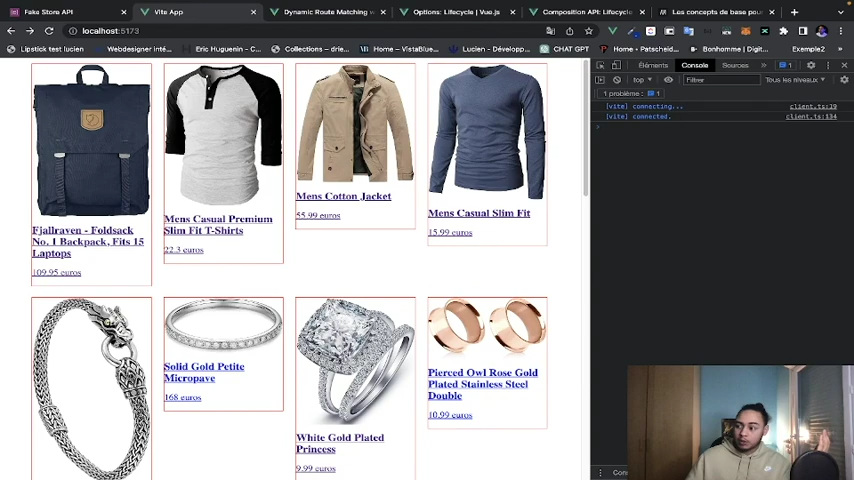 Fake Store API
Vite App
Dynamic Route Matching w
Options: Lifecycle | Vue.js
Composition API: Lifecycl
Les concepts de base pour
localhost:5173
Lipstick test lucien
Webdesigner intéf...
Eric Huguenin - C...
Collections – drie...
Home – VistaBlue...
Lucien - Développ...
CHAT GPT
Home • Patscheid...
Bonhomme | Digit...
Exemple2
Éléments
Console
Sources
1
top
Filtrer
Tous les niveaux
1 problème : 1
[vite] connecting...
client.ts:19
[vite] connected.
client.ts:134
Fjallraven - Foldsack
No. 1 Backpack, Fits 15
Laptops
109.95 euros
Mens Casual Premium
Slim Fit T-Shirts
22.3 euros
Mens Cotton Jacket
55.99 euros
Mens Casual Slim Fit
15.99 euros
Solid Gold Petite
Micropave
168 euros
White Gold Plated
Princess
9.99 euros
Pierced Owl Rose Gold
Plated Stainless Steel
Double
10.99 euros
Con